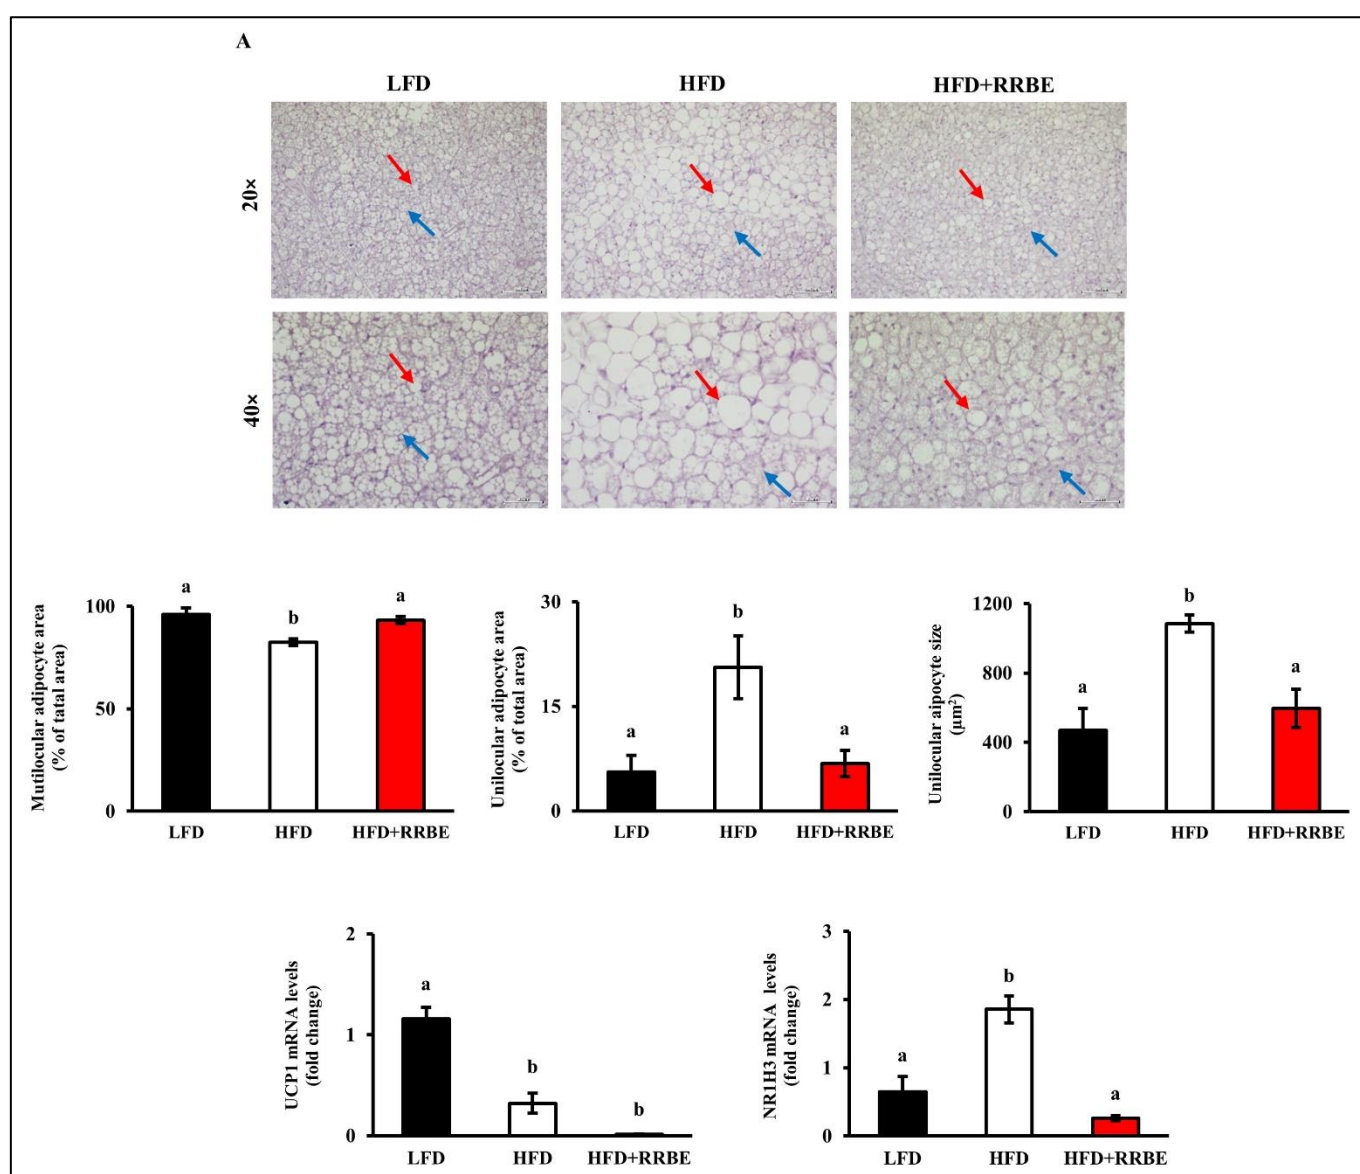 A
LFD HFD HFD+RRBE
20×
40×
Mutilocular adipocyte area
(% of tatal area)
100
50
0
a b a
LFD HFD HFD+RRBE
Unilocular adipocyte area
(% of total area)
30
15
0
a b a
LFD HFD HFD+RRBE
Unilocular aipocyte size
(µm²)
1200
800
400
0
a b a
LFD HFD HFD+RRBE
UCP1 mRNA levels
(fold change)
2
1
0
a b b
LFD HFD HFD+RRBE
NR1H3 mRNA levels
(fold change)
3
2
1
0
a b a
LFD HFD HFD+RRBE